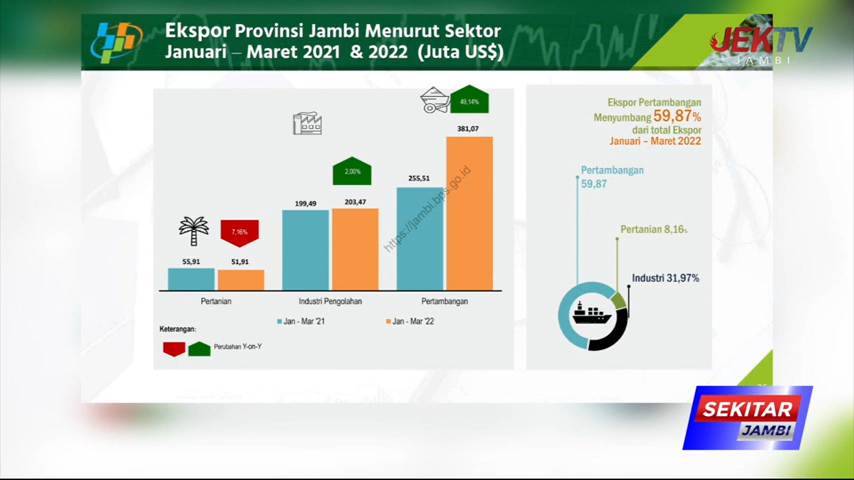 Ekspor Provinsi Jambi Menurut Sektor
Januari – Maret 2021 & 2022 (Juta US$)
JEKTV
JAMBI
49,14%
381,07
2,00%
255,51
199,49
203,47
7,16%
55,91
51,91
Pertanian
Industri Pengolahan
Pertambangan
Jan - Mar '21
Jan - Mar '22
Keterangan:
Perubahan Y-on-Y
https://jambi.bps.go.id
Ekspor Pertambangan
Menyumbang 59,87%
dari total Ekspor
Januari – Maret 2022
Pertambangan
59,87
Pertanian 8,16%
Industri 31,97%
SEKITAR
JAMBI